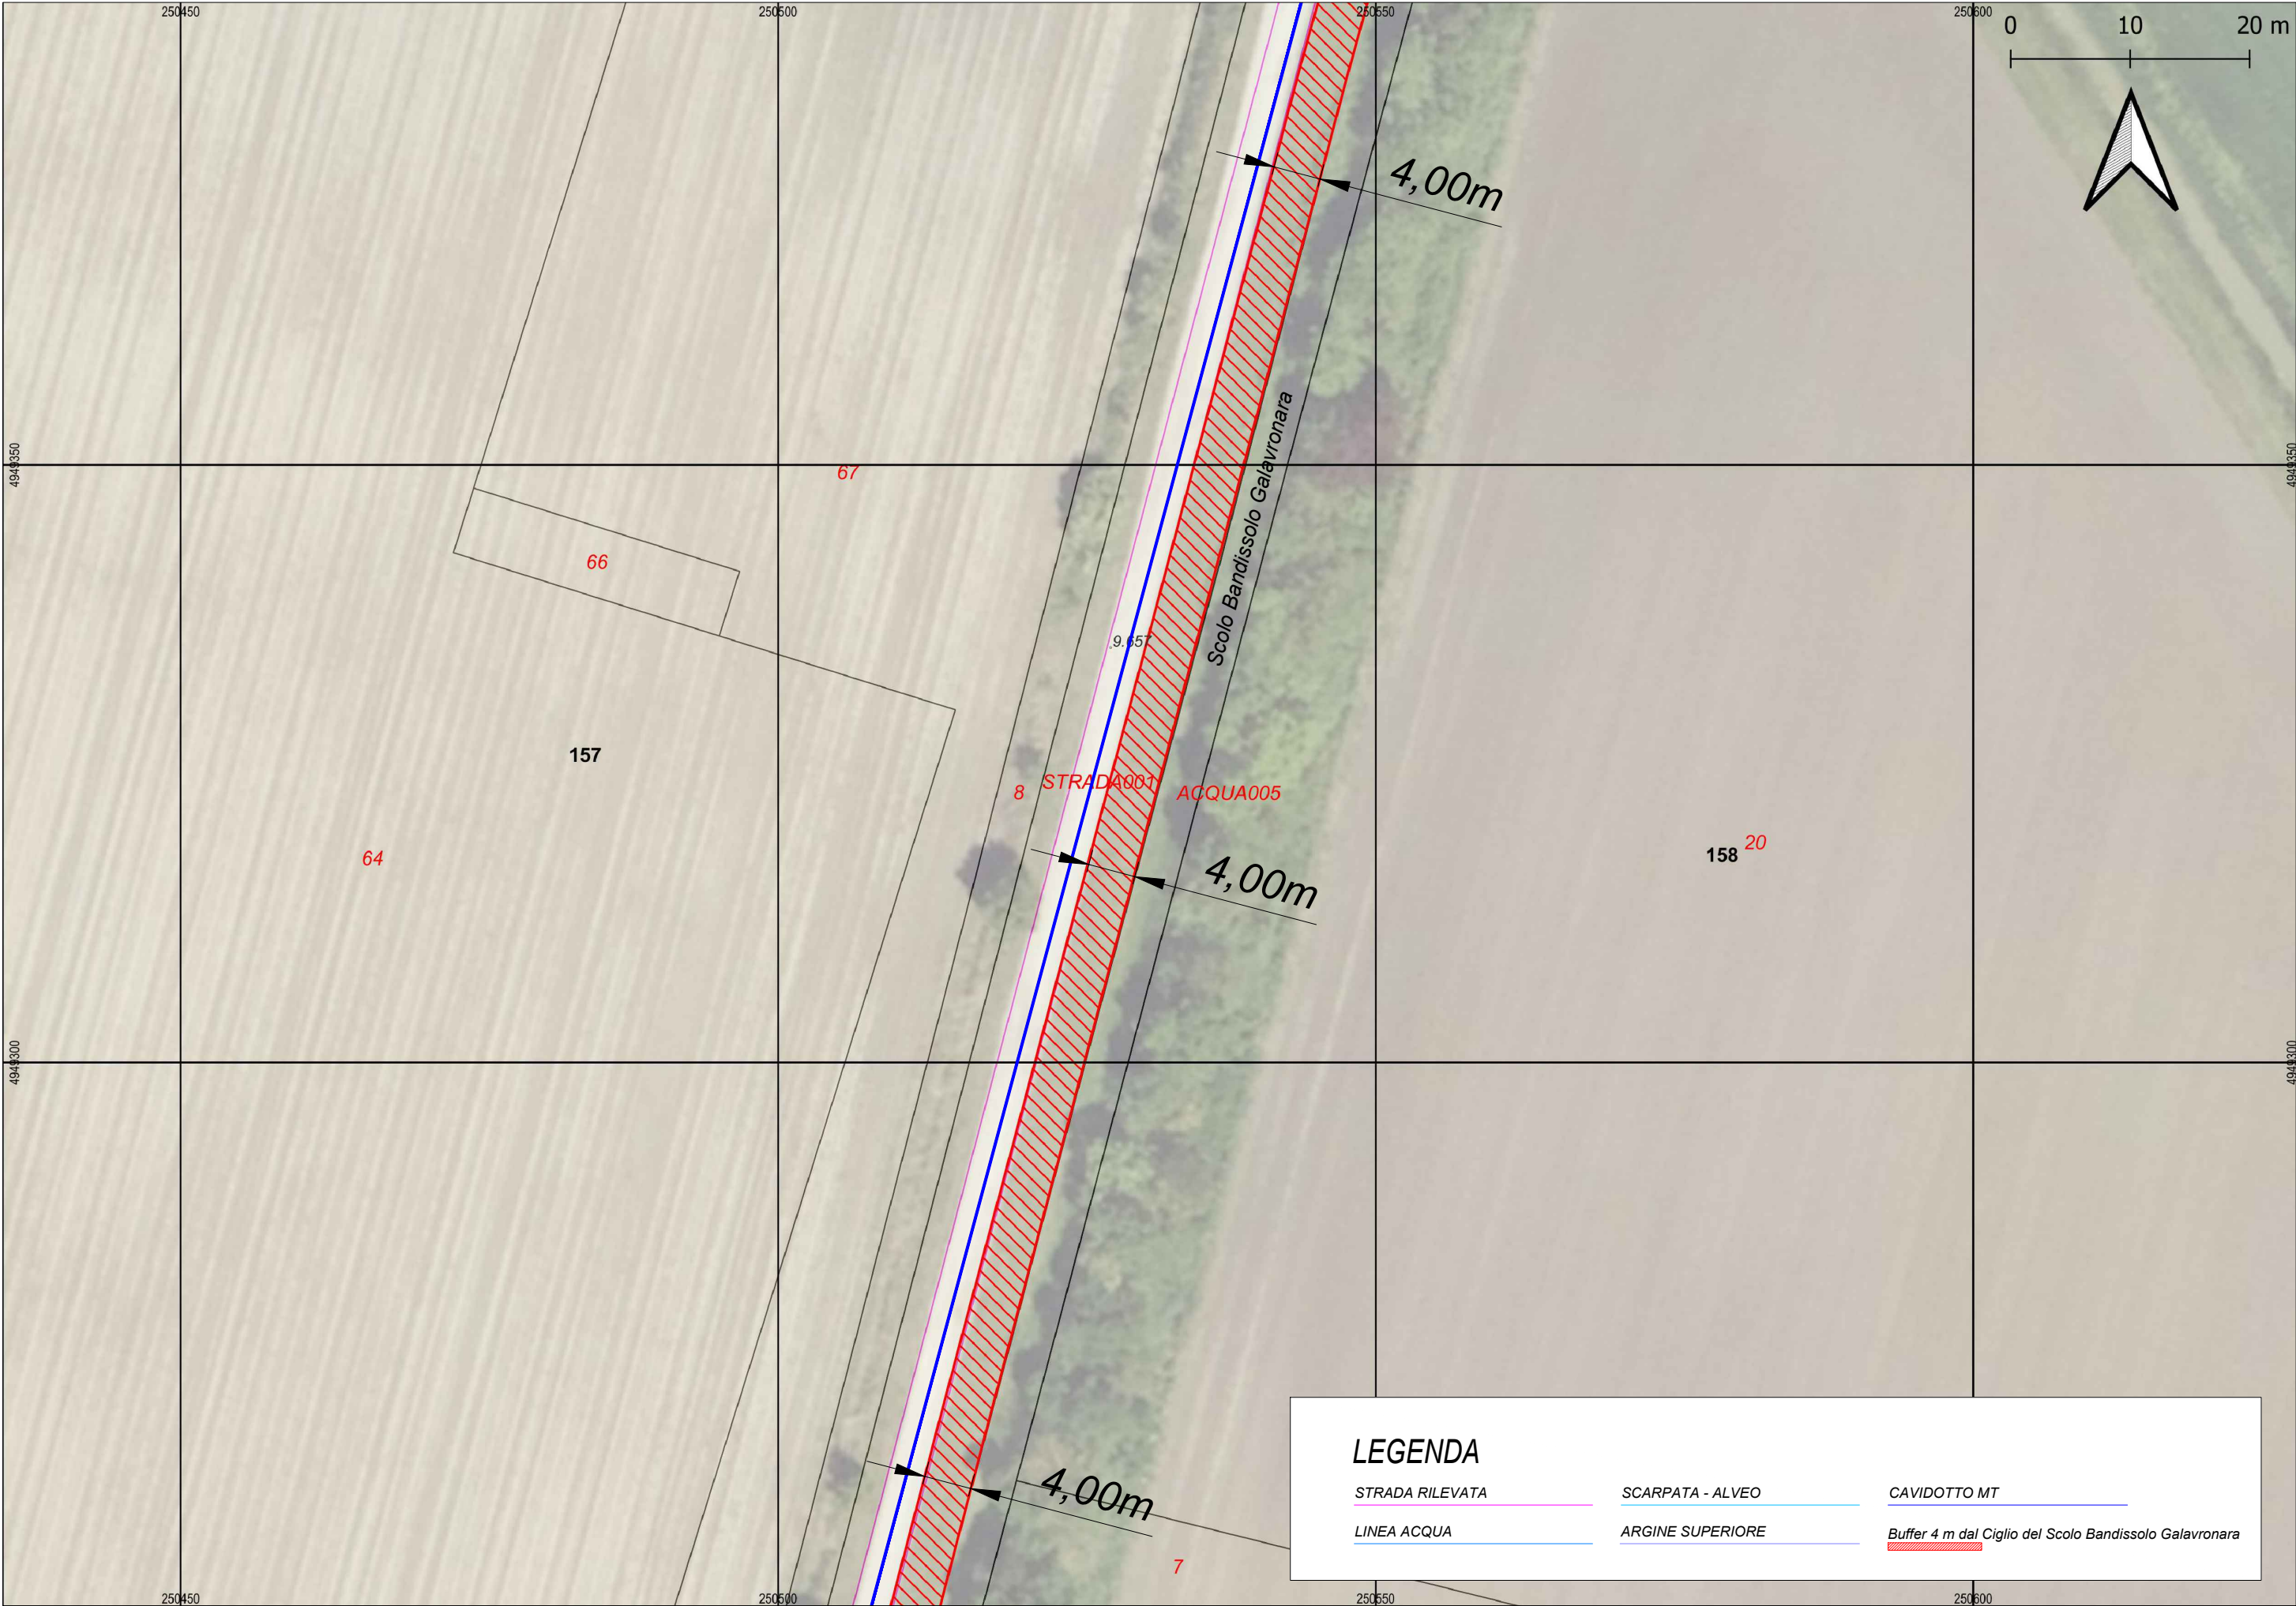 250450
250500
250550
250600
0 10 20 m
4,00m
4949350
4949350
67
Scolo Bandissolo Galavronara
66
9.657
157
STRADA001
8
ACQUA005
20
158
64
4,00m
4949300
4949300
LEGENDA
4,00m
STRADA RILEVATA
SCARPATA - ALVEO
CAVIDOTTO MT
LINEA ACQUA
ARGINE SUPERIORE
Buffer 4 m dal Ciglio del Scolo Bandissolo Galavronara
7
250450
250500
250550
250600